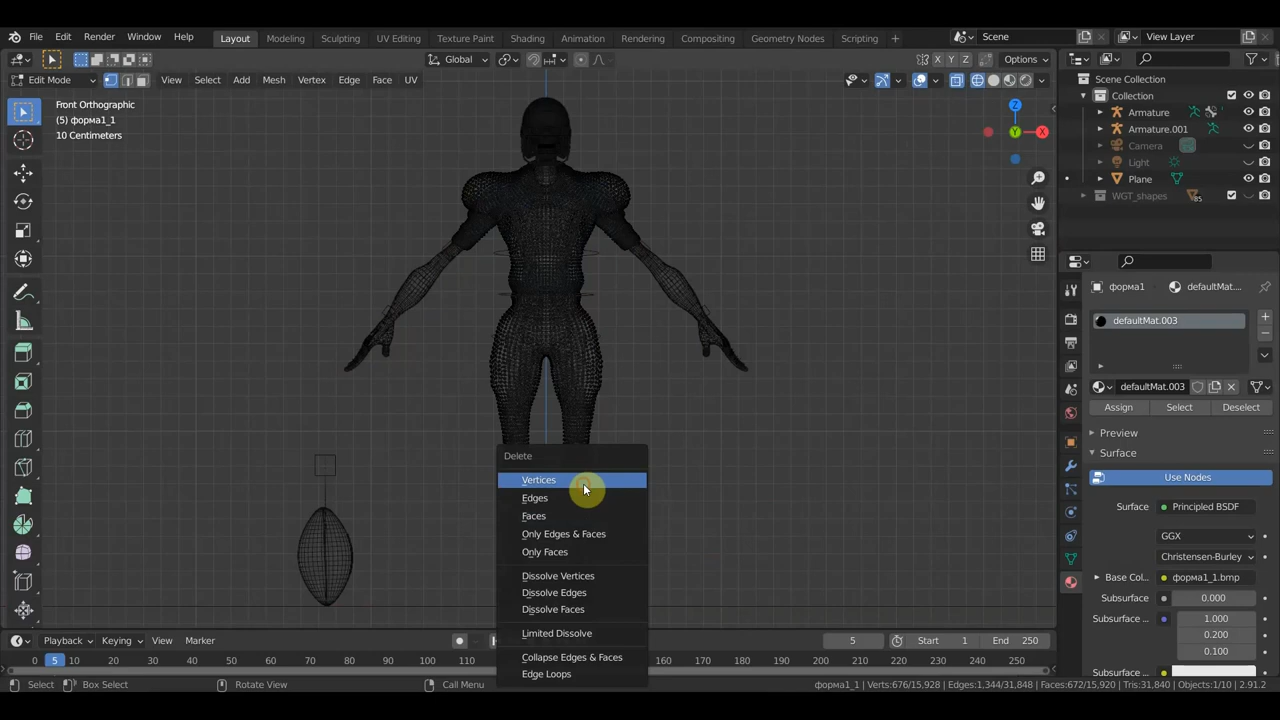 File Edit Render Window Help
Layout Modeling Sculpting UV Editing Texture Paint Shading Animation Rendering Compositing Geometry Nodes Scripting + Scene View Layer
Global X Y Z Options
Edit Mode View Select Add Mesh Vertex Edge Face UV
Front Orthographic
(5) форма1_1
10 Centimeters
Z
X
Y
Scene Collection
Collection
Armature
Armature.001
Camera
Light
Plane
WGT_shapes 85
форма1 defaultMat....
defaultMat.003
defaultMat.003
Assign Select Deselect
Preview
Surface
Use Nodes
Surface Principled BSDF
GGX
Christensen-Burley
Base Col... форма1_1.bmp
Subsurface 0.000
Subsurface ... 1.000
0.200
0.100
Subsurface ...
Delete
Vertices
Edges
Faces
Only Edges & Faces
Only Faces
Dissolve Vertices
Dissolve Edges
Dissolve Faces
Limited Dissolve
Collapse Edges & Faces
Edge Loops
Playback Keying View Marker 5 Start 1 End 250
0 5 20 30 40 50 60 70 80 90 100 110 160 170 180 190 200 210 220 230 240 250
Select Box Select Rotate View Call Menu форма1_1 | Verts:676/15,928 | Edges:1,344/31,848 | Faces:672/15,920 | Tris:31,840 | Objects:1/10 | 2.91.2